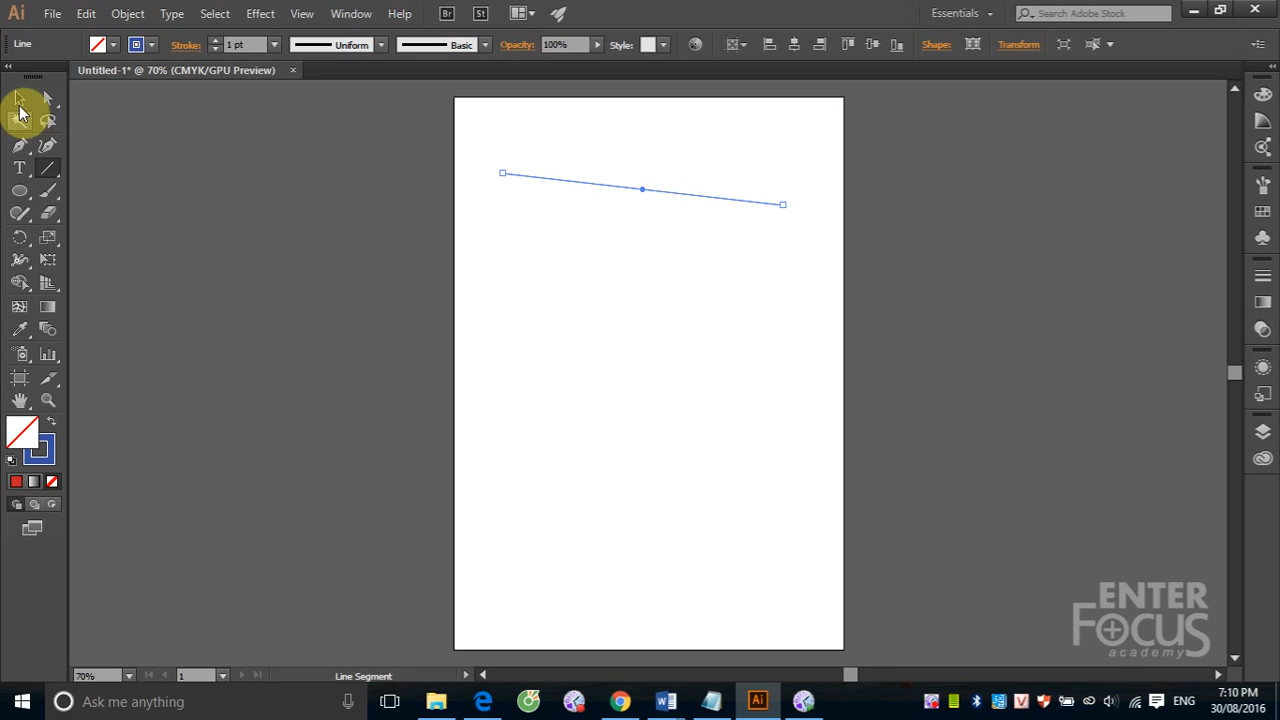 Ai File Edit Object Type Select Effect View Window Help Br St Essentials Search Adobe Stock
Line Stroke: 1 pt Uniform Basic Opacity: 100% Style: Shape: Transform
Untitled-1* @ 70% (CMYK/GPU Preview)
T
ENTER
FOCUS
academy
70% 1 Line Segment
Ask me anything Ai ENG 7:10 PM
30/08/2016